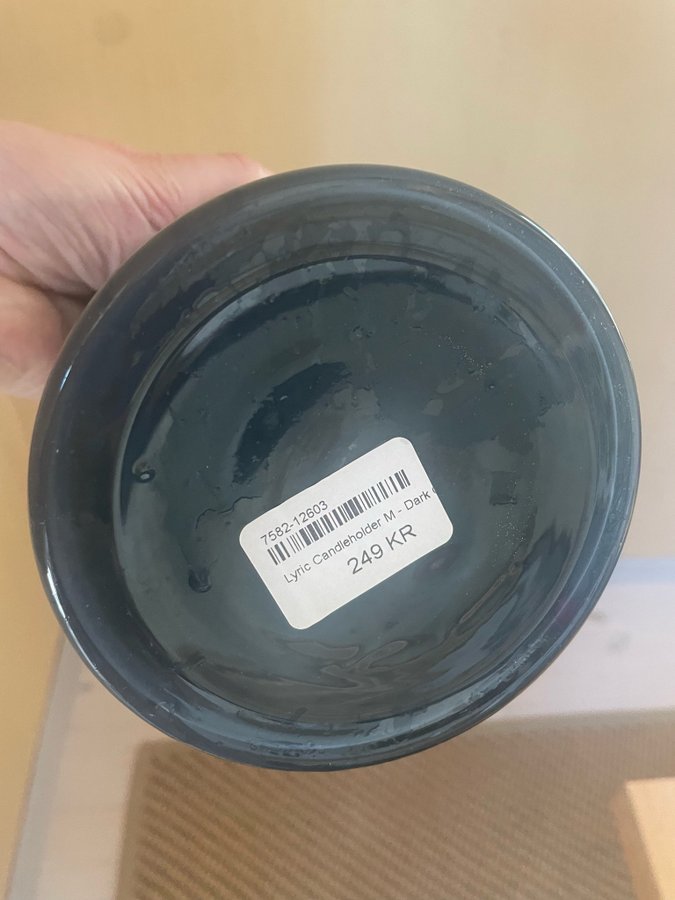 7582-12603
Lyric Candleholder M - Dark
249 KR